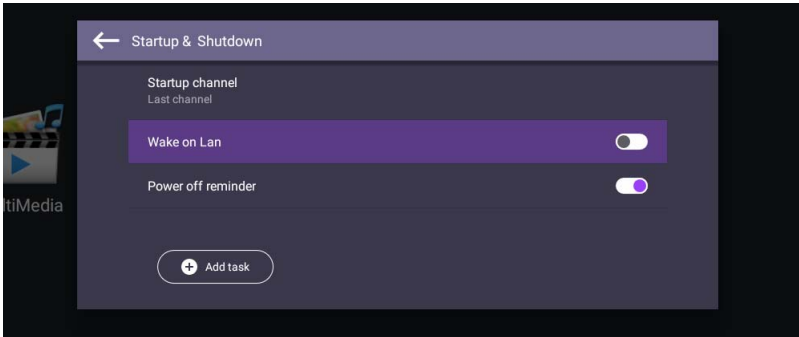 Startup & Shutdown
Startup channel
Last channel
Wake on Lan
Power off reminder
ltiMedia
Add task